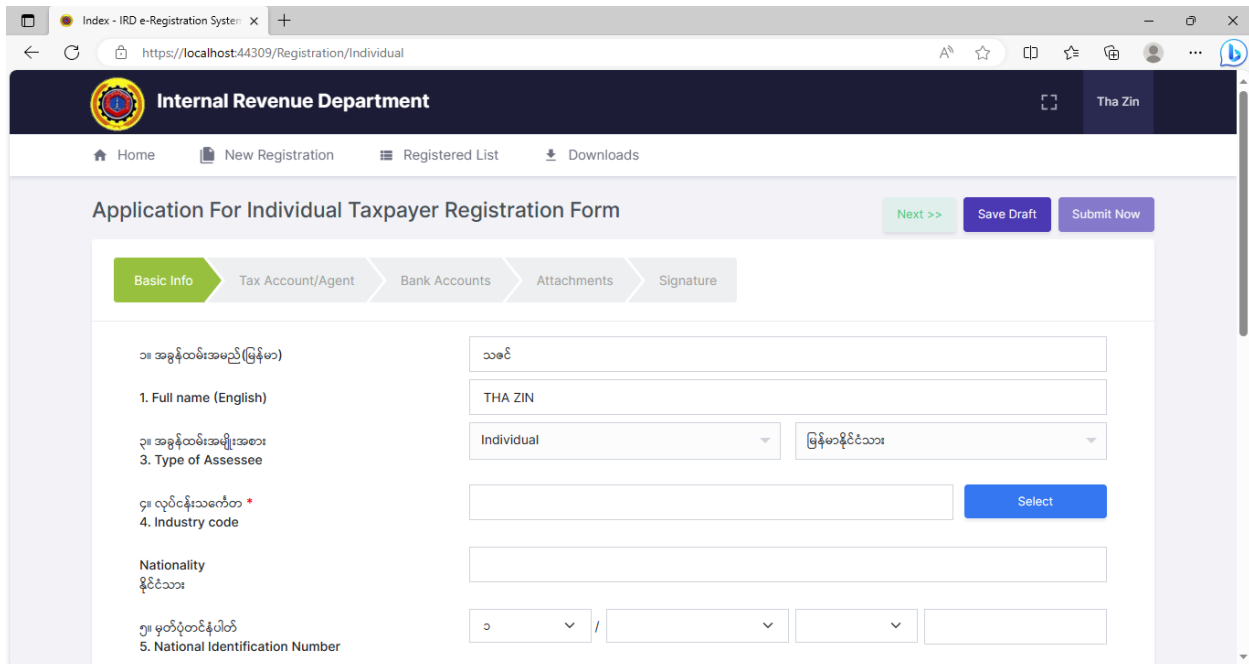 Index - IRD e-Registration System
https://localhost:44309/Registration/Individual
Internal Revenue Department
Tha Zin
Home New Registration Registered List Downloads
Application For Individual Taxpayer Registration Form
Next >> Save Draft Submit Now
Basic Info Tax Account/Agent Bank Accounts Attachments Signature
၁။ အခွန်ထမ်းအမည်(မြန်မာ) သဇင်
1. Full name (English) THA ZIN
၃။ အခွန်ထမ်းအမျိုးအစား Individual မြန်မာနိုင်ငံသား
3. Type of Assessee
၄။ လုပ်ငန်းသင်္ကေတ * Select
4. Industry code
Nationality
နိုင်ငံသား
၅။ မှတ်ပုံတင်နံပါတ် ၁ /
5. National Identification Number